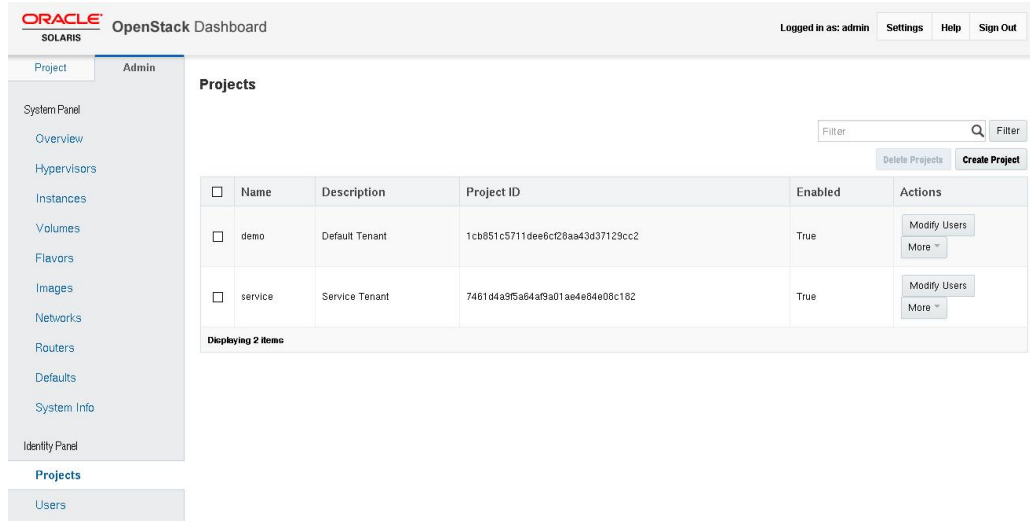 ORACLE
SOLARIS
OpenStack Dashboard
Logged in as: admin
Settings
Help
Sign Out
Project
Admin
Projects
System Panel
Overview
Hypervisors
Instances
Volumes
Flavors
Images
Networks
Routers
Defaults
System Info
Identity Panel
Projects
Users
Filter
Filter
Delete Projects
Create Project
Name Description Project ID Enabled Actions
demo Default Tenant 1cb851c5711dee6cf28aa43d37129cc2 True Modify Users
More
service Service Tenant 7461d4a9f5a64af9a01ae4e84e08c182 True Modify Users
More
Displaying 2 items